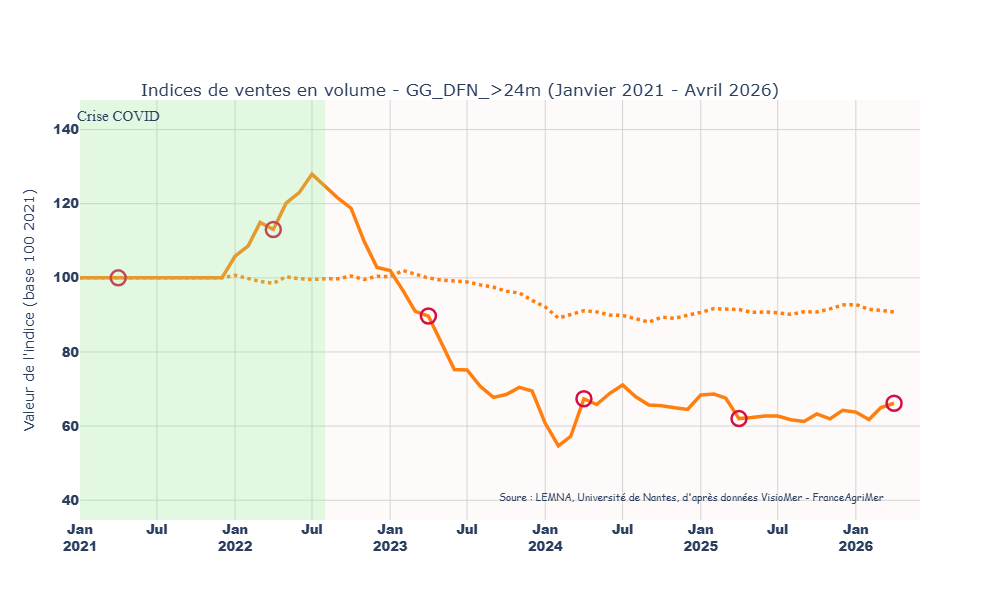 Indices de ventes en volume - GG_DFN_>24m (Janvier 2021 - Avril 2026)
Crise COVID
Valeur de l'indice (base 100 2021)
140
120
100
80
60
40
Soure : LEMNA, Université de Nantes, d'après données VisioMer - FranceAgriMer
Jan Jul Jan Jul Jan Jul Jan Jul Jan Jul Jan
2021 2022 2023 2024 2025 2026